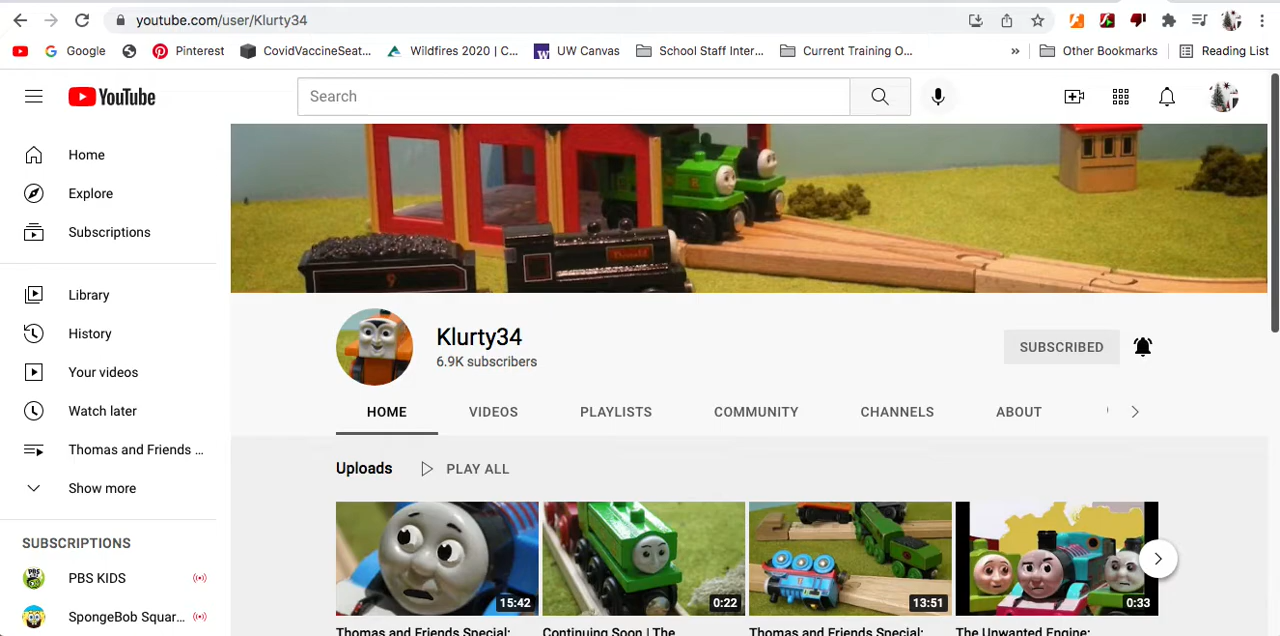 youtube.com/user/Klurty34
Google
Pinterest
CovidVaccineSeat...
Wildfires 2020 | C...
W
UW Canvas
School Staff Inter...
Current Training O...
»
Other Bookmarks
Reading List
YouTube
Search
Home
Explore
Subscriptions
Library
History
Your videos
Watch later
Thomas and Friends ...
Show more
SUBSCRIPTIONS
PBS KIDS
SpongeBob Squar...
9
Donald
Klurty34
6.9K subscribers
SUBSCRIBED
HOME
VIDEOS
PLAYLISTS
COMMUNITY
CHANNELS
ABOUT
Uploads
PLAY ALL
15:42
0:22
13:51
0:33
Thomas and Friends Special:
Continuing Soon | The
Thomas and Friends Special:
The Unwanted Engine: